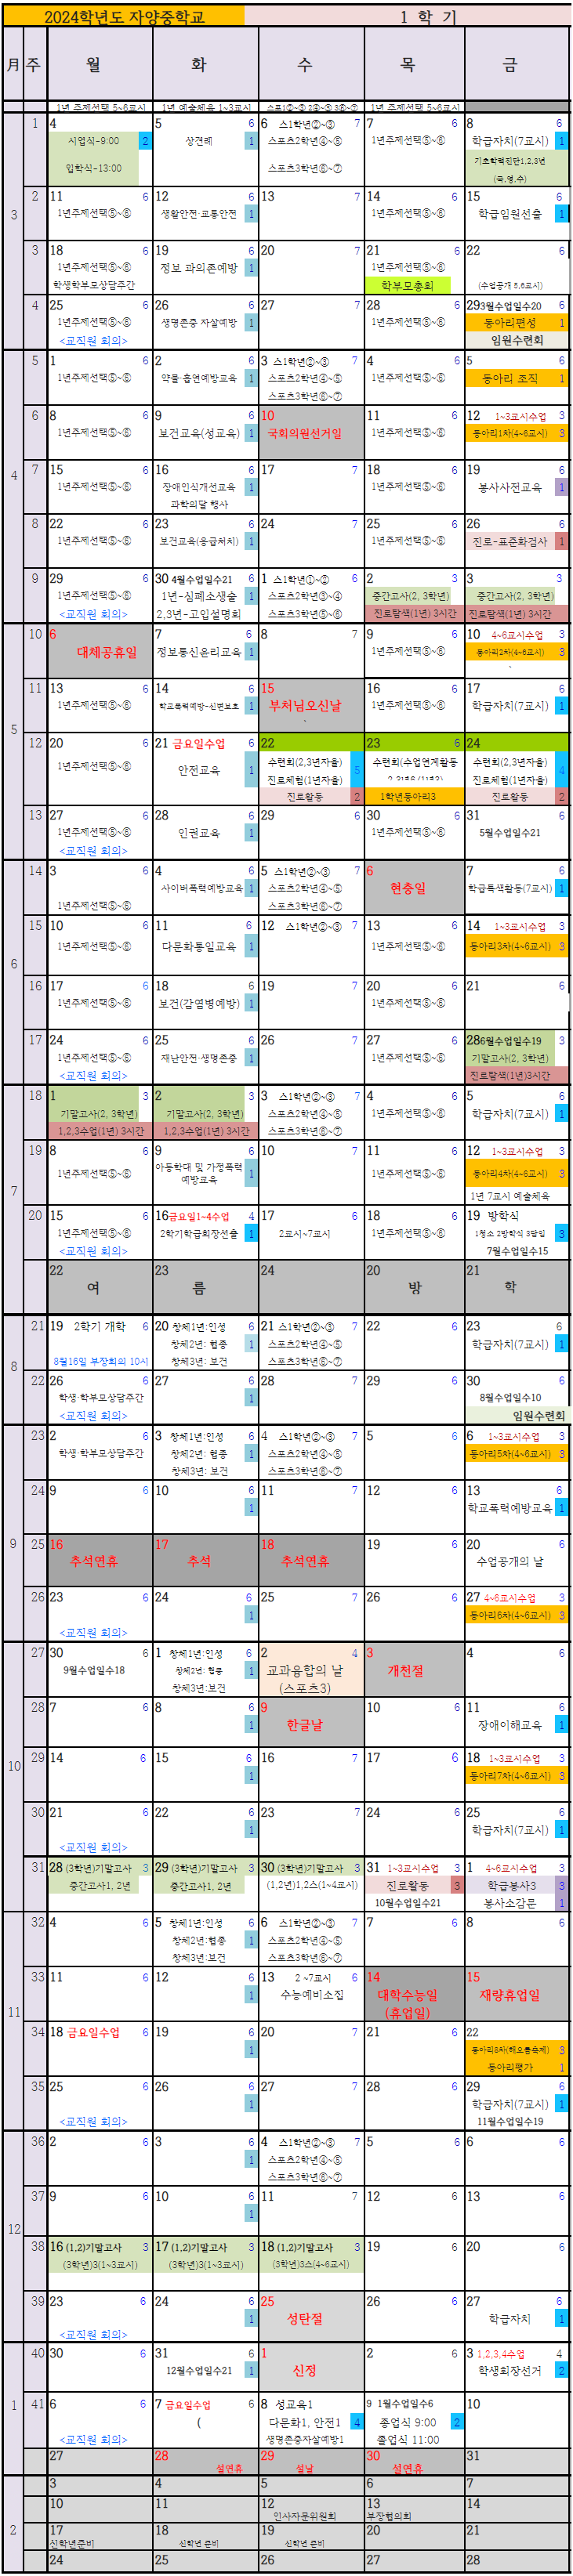 2024학년도 자양중학교 1 학 기
月 주 월 화 수 목 금
1년 주제선택 5~6교시 1년 예술체육 1~3교시 1년 주제선택 5~6교시
3
1 4 5 6 6 스1학년②~③ 7 7 6 8 6
시업식-9:00 2 상견례 1 스포츠2학년④~⑤ 1년주제선택⑤~⑥ 학급자치(7교시) 1
입학식-13:00 스포츠3학년⑥~⑦ 기초학력진단1,2,3년
(국,영,수)
2 11 6 12 6 13 7 14 6 15 6
1년주제선택⑤~⑥ 생활안전·교통안전 1 1년주제선택⑤~⑥ 학급임원선출 1
3 18 6 19 6 20 7 21 6 22 6
1년주제선택⑤~⑥ 정보 과의존예방 1 1년주제선택⑤~⑥
학생학부모상담주간 학부모총회 (수업공개 5,6교시)
4 25 6 26 6 27 7 28 6 29 3월수업일수20 6
1년주제선택⑤~⑥ 생명존중 자살예방 1 1년주제선택⑤~⑥ 동아리편성 1
<교직원 회의> 임원수련회
4
5 1 6 2 6 3 스1학년②~③ 7 4 6 5 6
1년주제선택⑤~⑥ 약물·흡연예방교육 1 스포츠2학년④~⑤ 1년주제선택⑤~⑥ 동아리 조직 1
스포츠3학년⑥~⑦
6 8 6 9 6 10 11 6 12 1~3교시수업 3
1년주제선택⑤~⑥ 보건교육(성교육) 1 국회의원선거일 1년주제선택⑤~⑥ 동아리1차(4~6교시) 3
7 15 6 16 6 17 7 18 6 19 6
1년주제선택⑤~⑥ 장애인식개선교육 1 1년주제선택⑤~⑥ 봉사사전교육 1
과학의달 행사
8 22 6 23 6 24 7 25 6 26 6
1년주제선택⑤~⑥ 보건교육(응급처치) 1 1년주제선택⑤~⑥ 진로-표준화검사 1
9 29 6 30 4월수업일수21 6 1 스1학년①~② 6 2 3 3 3
1년주제선택⑤~⑥ 1년-심폐소생술 1 스포츠2학년③~④ 중간고사(2, 3학년) 중간고사(2, 3학년)
<교직원 회의> 2,3년-고입설명회 스포츠3학년⑤~⑥ 진로탐색(1년) 3시간 진로탐색(1년) 3시간
5
10 6 7 6 8 7 9 6 10 4~6교시수업 3
대체공휴일 정보통신윤리교육 1 1년주제선택⑤~⑥ 동아리2차(4~6교시) 3
11 13 6 14 6 15 16 6 17 6
1년주제선택⑤~⑥ 학교폭력예방-신변보호 1 부처님오신날 1년주제선택⑤~⑥ 학급자치(7교시) 1
12 20 6 21 금요일수업 6 22 23 6 24
1년주제선택⑤~⑥ 안전교육 1 수련회(2,3년자율) 5 수련회(수업연계활동 수련회(2,3년자율) 4
진로체험(1년자율) 진로체험(1년자율)
진로활동 2 1학년동아리3 진로활동 2
13 27 6 28 6 29 6 30 6 31 6
1년주제선택⑤~⑥ 인권교육 1 1년주제선택⑤~⑥ 5월수업일수21
<교직원 회의>
6
14 3 6 4 6 5 스1학년②~③ 7 6 7 6
사이버폭력예방교육 1 스포츠2학년④~⑤ 현충일 학급특색활동(7교시) 1
1년주제선택⑤~⑥ 스포츠3학년⑥~⑦
15 10 6 11 6 12 스1학년②~③ 7 13 6 14 1~3교시수업 3
1년주제선택⑤~⑥ 다문화통일교육 1 1년주제선택⑤~⑥ 동아리3차(4~6교시) 3
16 17 6 18 6 19 7 20 6 21 6
1년주제선택⑤~⑥ 보건(감염병예방) 1 1년주제선택⑤~⑥
17 24 6 25 6 26 7 27 6 28 6월수업일수19 3
1년주제선택⑤~⑥ 재난안전·생명존중 1 1년주제선택⑤~⑥ 기말고사(2, 3학년)
<교직원 회의> 진로탐색(1년)3시간
7
18 1 3 2 3 3 스1학년②~③ 7 4 6 5 6
기말고사(2, 3학년) 기말고사(2, 3학년) 스포츠2학년④~⑤ 1년주제선택⑤~⑥ 학급자치(7교시) 1
1,2,3수업(1년) 3시간 1,2,3수업(1년) 3시간 스포츠3학년⑥~⑦
19 8 6 9 6 10 7 11 6 12 1~3교시수업 3
1년주제선택⑤~⑥ 아동학대 및 가정폭력 1 1년주제선택⑤~⑥ 동아리4차(4~6교시) 3
예방교육 1년 7교시 예술체육
20 15 6 16 금요일1~4수업 4 17 6 18 6 19 방학식
1년주제선택⑤~⑥ 2학기학급회장선출 1 2교시~7교시 1년주제선택⑤~⑥ 1청소 2방학식 3담임 3
<교직원 회의> 7월수업일수15
22 23 24 20 21
여 름 방 학
8
21 19 2학기 개학 6 20 창체1년:인성 6 21 스1학년②~③ 7 22 6 23 6
창체2년: 협종 1 스포츠2학년④~⑤ 학급자치(7교시) 1
8월16일 부장회의 10시 창체3년: 보건 스포츠3학년⑥~⑦
22 26 6 27 6 28 7 29 6 30 6
학생·학부모상담주간 1 8월수업일수10
<교직원 회의> 임원수련회
9
23 2 6 3 창체1년:인성 6 4 스1학년②~③ 7 5 6 6 1~3교시수업 3
학생·학부모상담주간 창체2년: 협종 1 스포츠2학년④~⑤ 동아리5차(4~6교시) 3
창체3년: 보건 스포츠3학년⑥~⑦
24 9 6 10 6 11 7 12 6 13 6
1 학교폭력예방교육 1
25 16 17 18 19 6 20 6
추석연휴 추석 추석연휴 수업공개의 날
26 23 6 24 6 25 7 26 6 27 4~6교시수업 3
1 동아리6차(4~6교시) 3
<교직원 회의>
10
27 30 6 1 창체1년:인성 6 2 4 3 4 6
9월수업일수18 창체2년: 협종 1 교과융합의 날 개천절
창체3년:보건 (스포츠3)
28 7 6 8 6 9 10 6 11 6
1 한글날 장애이해교육 1
29 14 6 15 6 16 7 17 6 18 1~3교시수업 3
1 동아리7차(4~6교시) 3
30 21 6 22 6 23 7 24 6 25 6
1 학급자치(7교시) 1
<교직원 회의>
31 28 (3학년)기말고사 3 29 (3학년)기말고사 3 30 (3학년)기말고사 3 31 1~3교시수업 3 1 4~6교시수업 3
중간고사1, 2년 중간고사1, 2년 (1,2년)1,2스(1~4교시) 진로활동 3 학급봉사3 3
10월수업일수21 봉사소감문 1
11
32 4 6 5 창체1년:인성 6 6 스1학년②~③ 7 7 6 8 6
창체2년:협종 1 스포츠2학년④~⑤
창체3년:보건 스포츠3학년⑥~⑦
33 11 6 12 6 13 2 ~7교시 6 14 15
1 수능예비소집 대학수능일 재량휴업일
(휴업일)
34 18 금요일수업 6 19 6 20 7 21 6 22
1 동아리8차(해오름축제) 3
동아리평가 1
35 25 6 26 6 27 7 28 6 29 6
1 학급자치(7교시) 1
<교직원 회의> 11월수업일수19
12
36 2 6 3 6 4 스1학년②~③ 7 5 6 6 6
1 스포츠2학년④~⑤
스포츠3학년⑥~⑦
37 9 6 10 6 11 7 12 6 13 6
1
38 16 (1,2)기말고사 3 17 (1,2)기말고사 3 18 (1,2)기말고사 3 19 6 20 6
(3학년)3(1~3교시) (3학년)3(1~3교시) (3학년)3스(4~6교시)
39 23 6 24 6 25 26 6 27 6
1 성탄절 학급자치 1
<교직원 회의>
1
40 30 6 31 6 1 2 6 3 1,2,3,4수업 4
12월수업일수21 1 신정 학생회장선거 2
41 6 6 7 금요일수업 6 8 성교육1 9 1월수업일수6 10
( 다문화1, 안전1 4 종업식 9:00 2
<교직원 회의> 생명존중자살예방1 졸업식 11:00
27 28 29 30 31
설연휴 설날 설연휴
2
3 4 5 6 7
10 11 12 13 14
인사자문위원회 부장협의회
17 18 19 20 21
신학년준비 신학년 준비 신학년 준비
24 25 26 27 28